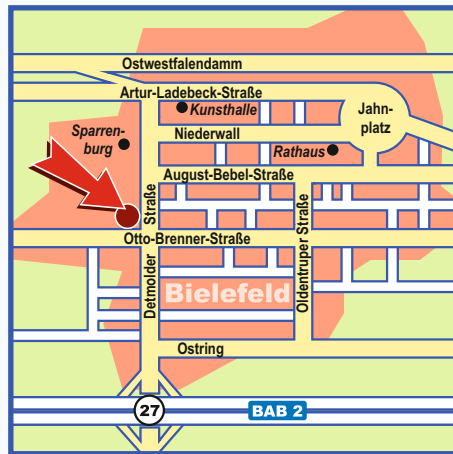 Ostwestfalendamm
Artur-Ladebeck-Straße
Kunsthalle
Jahn-
platz
Sparren-
burg
Niederwall
Rathaus
August-Bebel-Straße
Detmolder Straße
Oldentruper Straße
Otto-Brenner-Straße
Bielefeld
Ostring
27
BAB 2